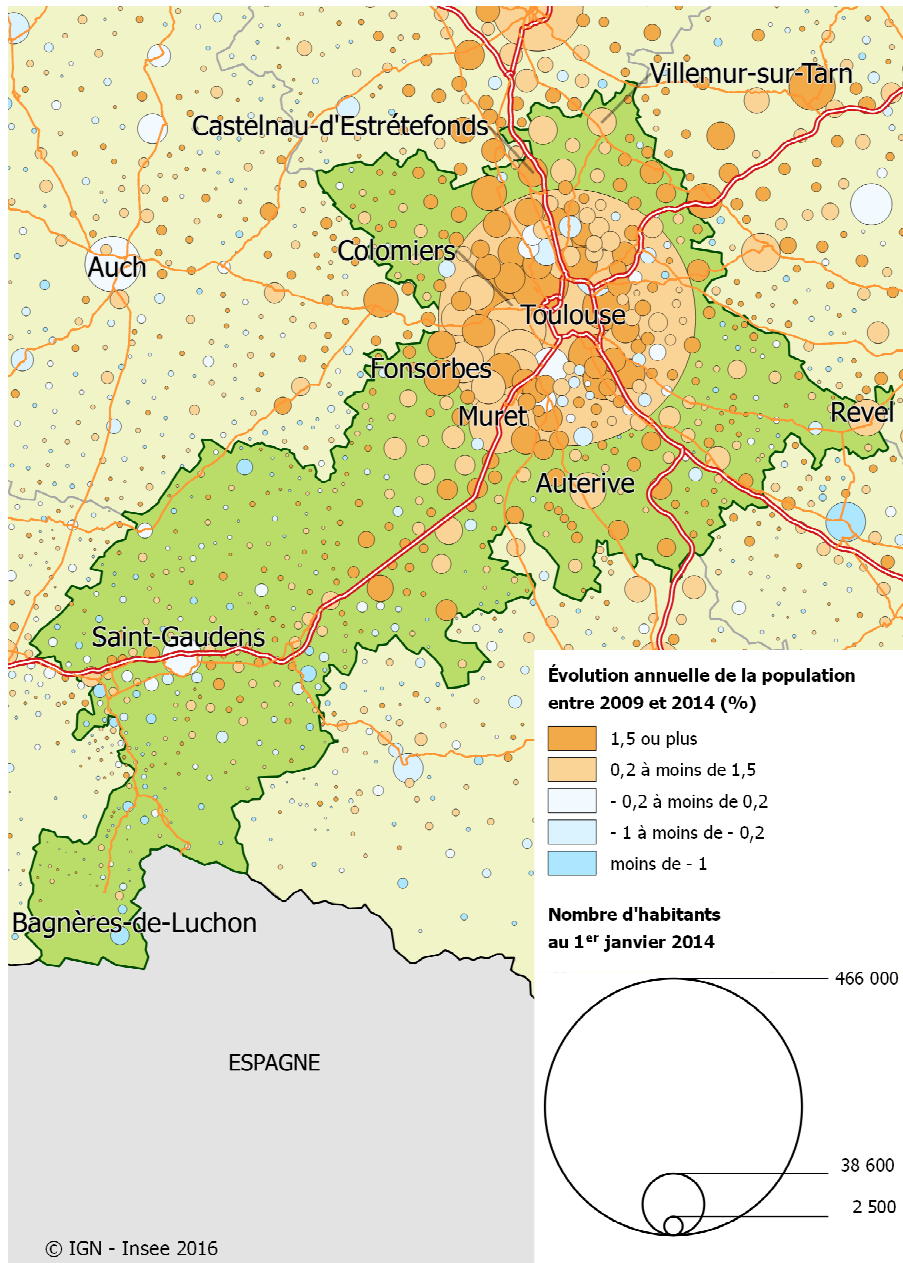 Villemur-sur-Tarn
Castelnau-d'Estrétefonds
Colomiers
Auch
Toulouse
Fonsorbes
Muret
Revel
Auterive
Saint-Gaudens
Bagnères-de-Luchon
ESPAGNE
© IGN - Insee 2016
Évolution annuelle de la population
entre 2009 et 2014 (%)
1,5 ou plus
0,2 à moins de 1,5
- 0,2 à moins de 0,2
- 1 à moins de - 0,2
moins de - 1
Nombre d'habitants
au 1er janvier 2014
466 000
38 600
2 500